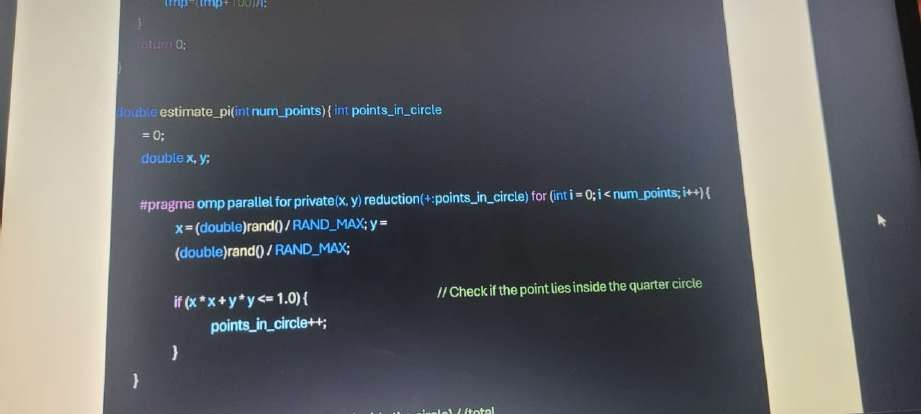 }
return 0;
}
double estimate_pi(int num_points) { int points_in_circle
= 0;
double x, y;
#pragma omp parallel for private(x, y) reduction(+:points_in_circle) for (int i = 0; i < num_points; i++) {
x = (double)rand() / RAND_MAX; y =
(double)rand() / RAND_MAX;
if (x * x + y * y <= 1.0) { // Check if the point lies inside the quarter circle
points_in_circle++;
}
}